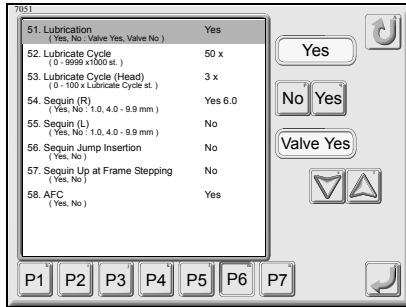 7051
51. Lubrication Yes
( Yes, No : Valve Yes, Valve No )
52. Lubricate Cycle 50 x
( 0 - 9999 x1000 st. )
53. Lubricate Cycle (Head) 3 x
( 0 - 100 x Lubricate Cycle st. )
54. Sequin (R) Yes 6.0
( Yes, No : 1.0, 4.0 - 9.9 mm )
55. Sequin (L) No
( Yes, No : 1.0, 4.0 - 9.9 mm )
56. Sequin Jump Insertion No
( Yes, No )
57. Sequin Up at Frame Stepping No
( Yes, No )
58. AFC Yes
( Yes, No )
Yes
No Yes
Valve Yes
P1 P2 P3 P4 P5 P6 P7